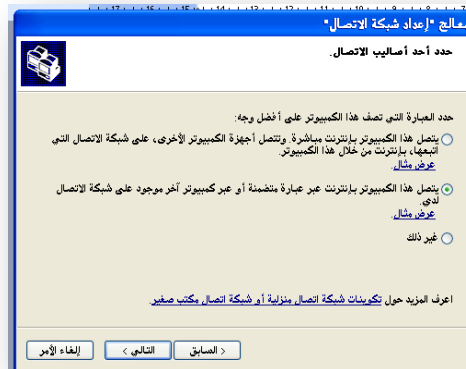 معالج "إعداد شبكة الاتصال"
حدد أحد أساليب الاتصال.
حدد العبارة التي تصف هذا الكمبيوتر على أفضل وجه:
يتصل هذا الكمبيوتر بإنترنت مباشرة. وتتصل أجهزة الكمبيوتر الأخرى، على شبكة الاتصال التي
أتبعها، بإنترنت من خلال هذا الكمبيوتر.
عرض مثال.
يتصل هذا الكمبيوتر بإنترنت عبر عبارة متضمنة أو عبر كمبيوتر آخر موجود على شبكة الاتصال
لدي.
عرض مثال.
غير ذلك
اعرف المزيد حول تكوينات شبكة اتصال منزلية أو شبكة اتصال مكتب صغير.
< السابق
التالي >
إلغاء الأمر